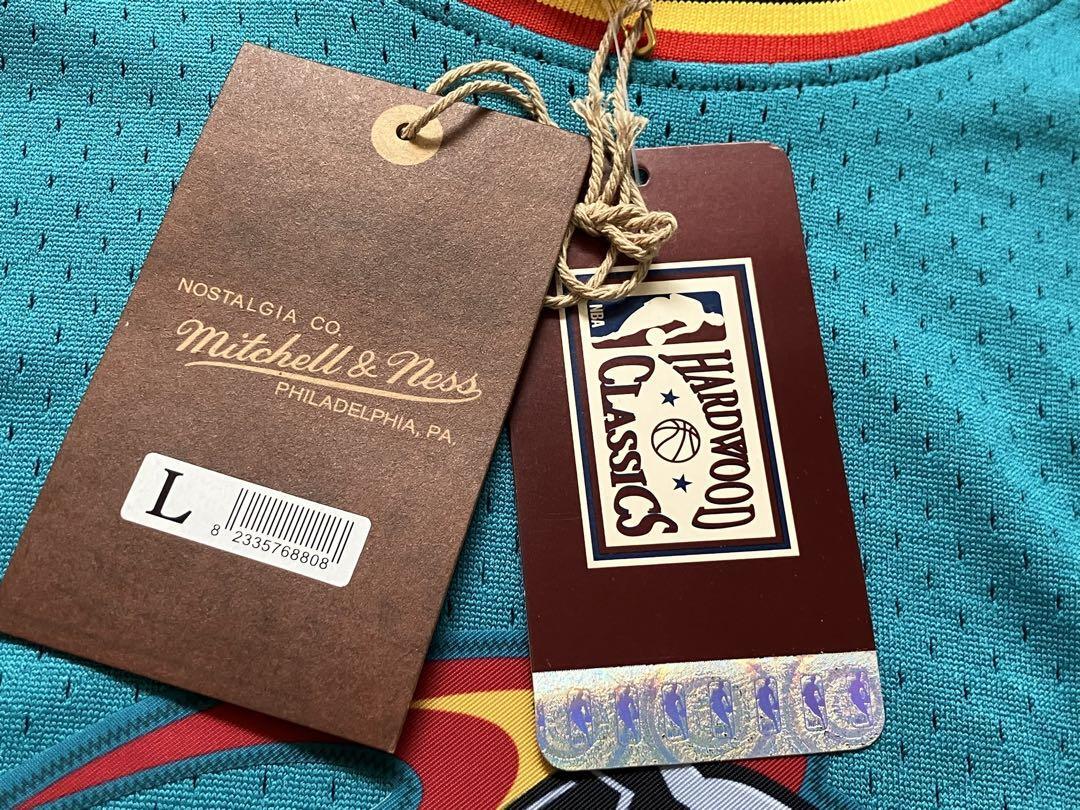 NOSTALGIA CO.
Mitchell & Ness
PHILADELPHIA, PA.
L
8 2335768808
NBA
HARDWOOD
CLASSICS